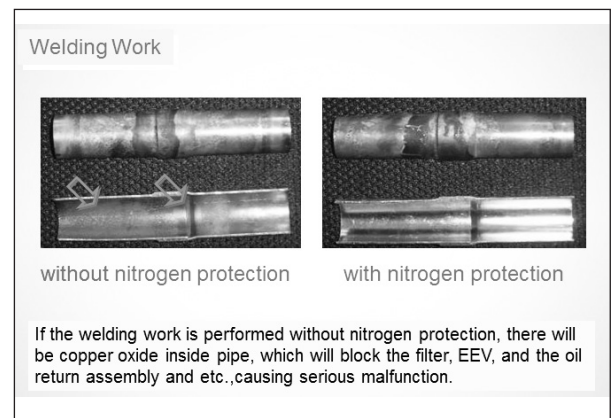 Welding Work
without nitrogen protection
with nitrogen protection
If the welding work is performed without nitrogen protection, there will
be copper oxide inside pipe, which will block the filter, EEV, and the oil
return assembly and etc.,causing serious malfunction.